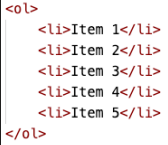 <ol>
    <li>Item 1</li>
    <li>Item 2</li>
    <li>Item 3</li>
    <li>Item 4</li>
    <li>Item 5</li>
</ol>